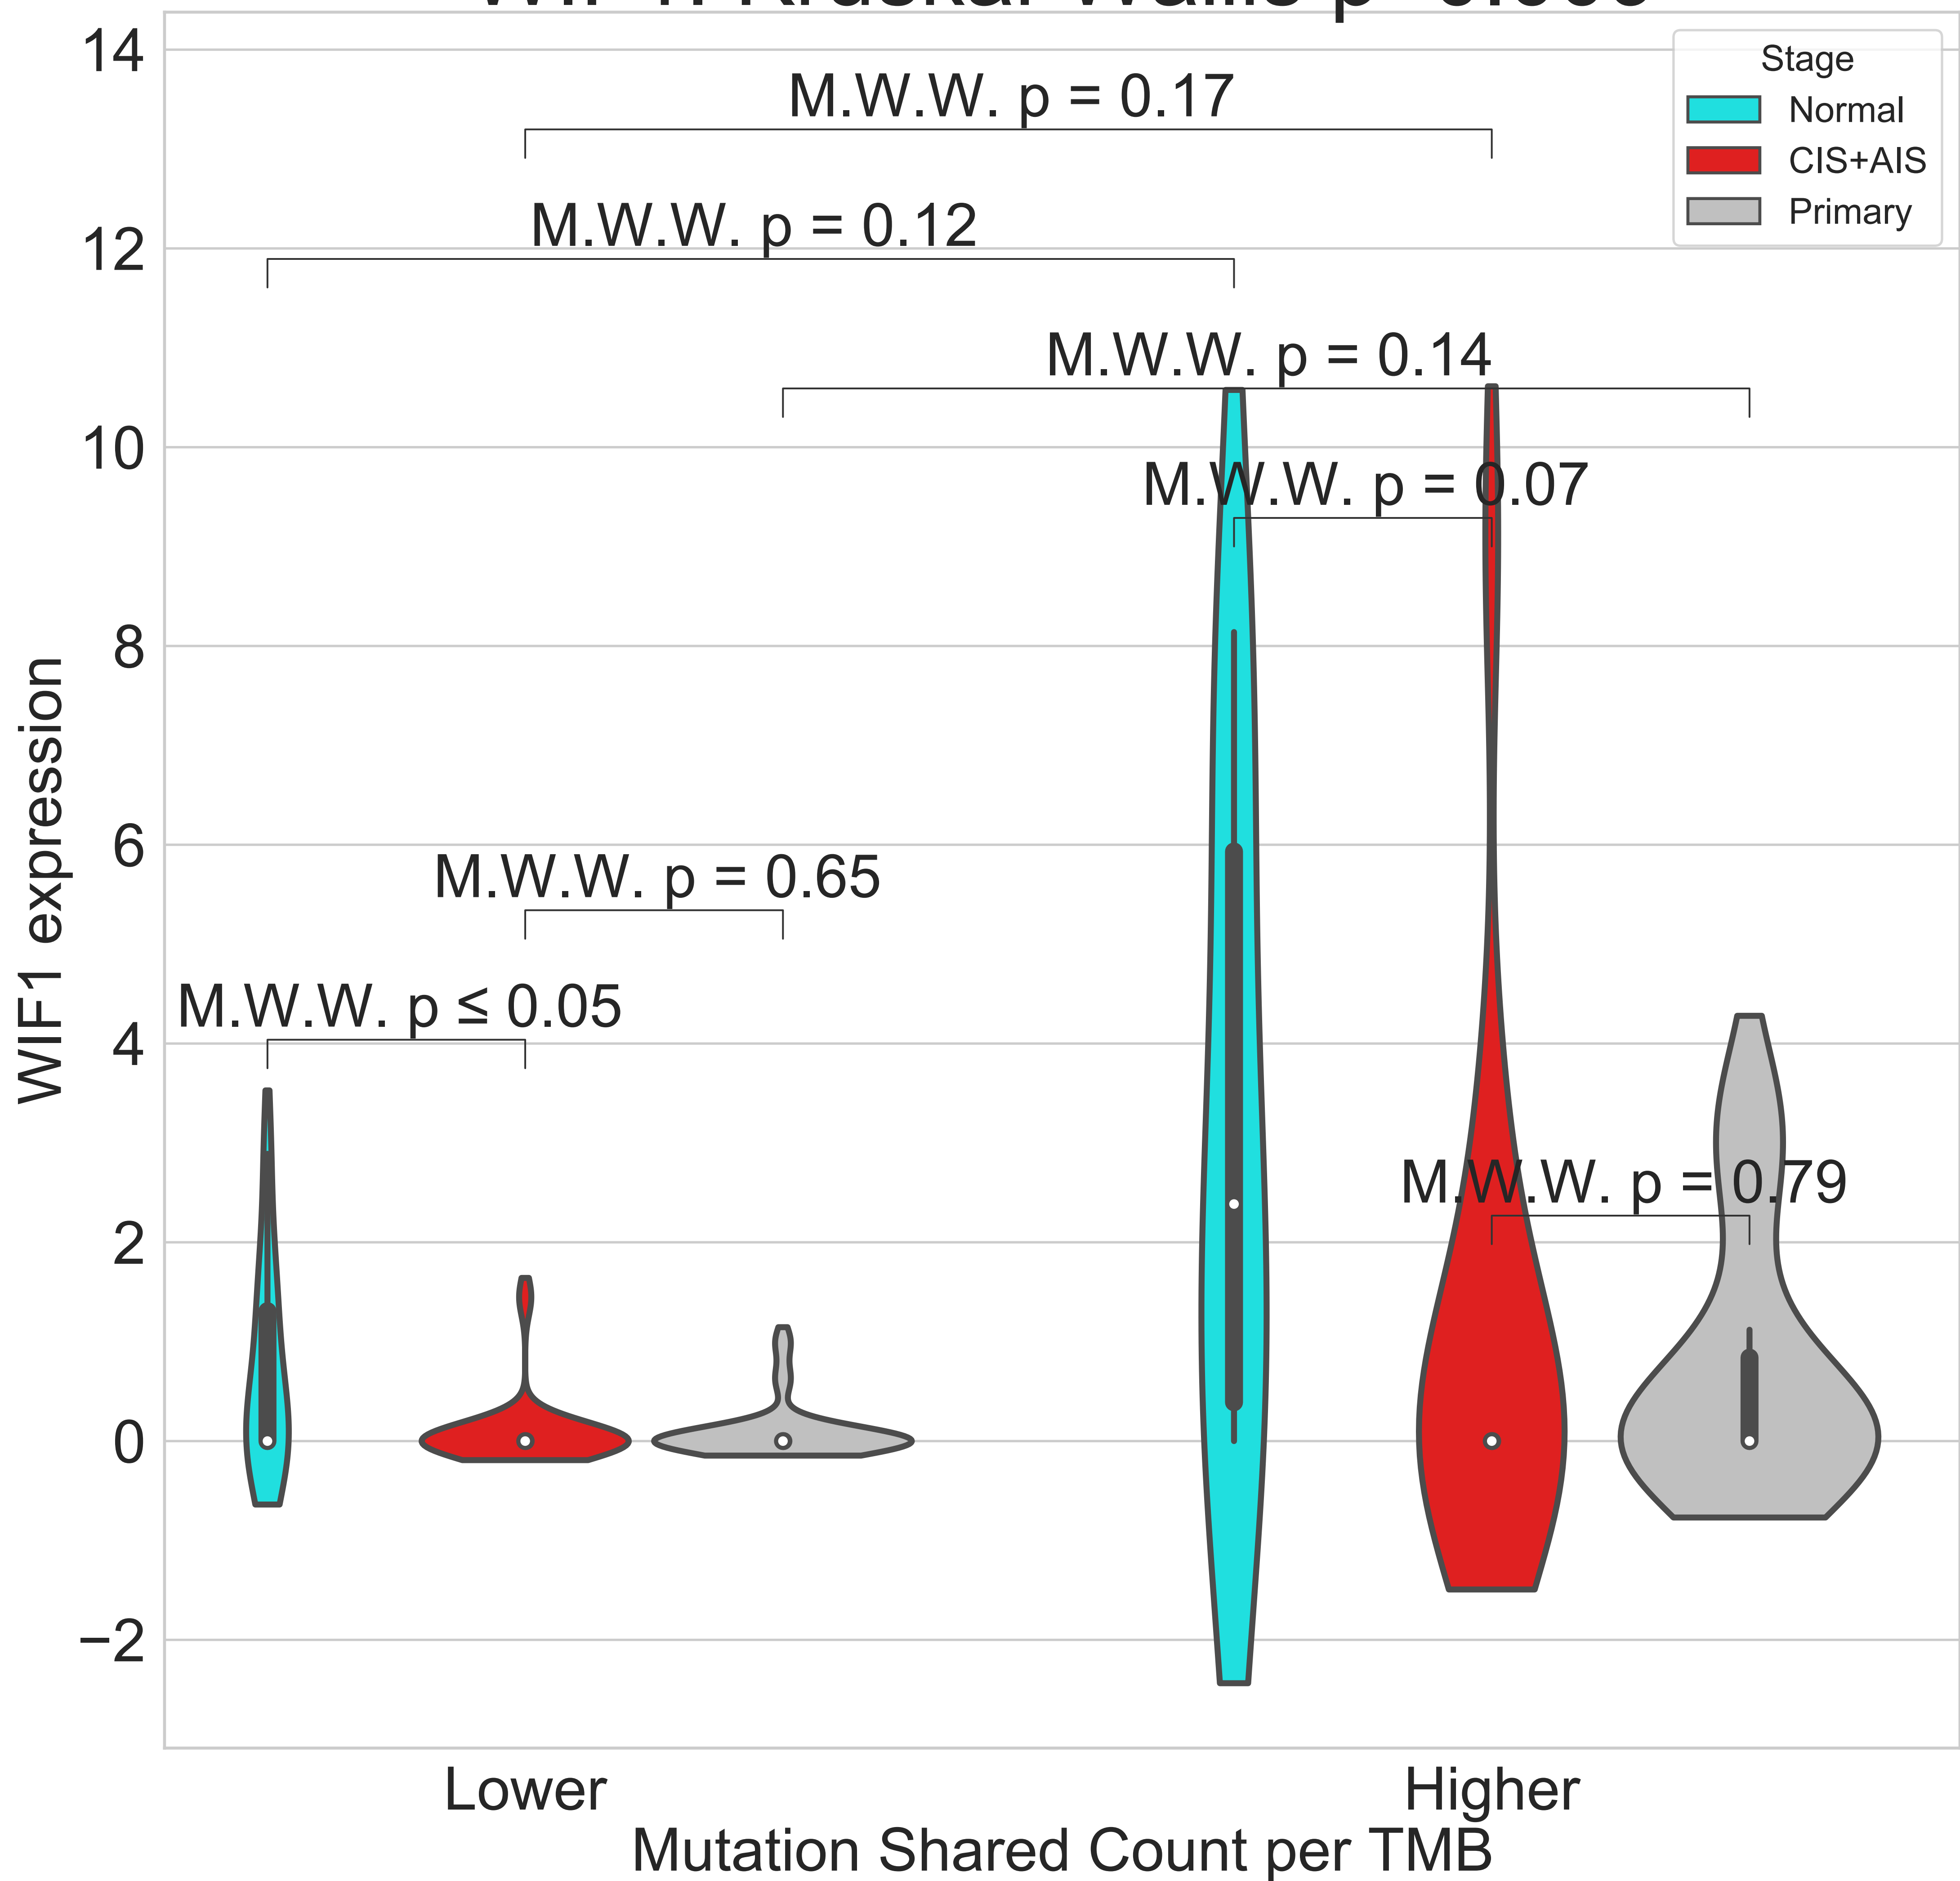 14
12
10
8
6
4
2
0
−2
WIF1 expression
M.W.W. p = 0.17
M.W.W. p = 0.12
M.W.W. p = 0.14
M.W.W. p = 0.07
M.W.W. p = 0.65
M.W.W. p ≤ 0.05
M.W.W. p = 0.79
Stage
Normal
CIS+AIS
Primary
Lower
Higher
Mutation Shared Count per TMB